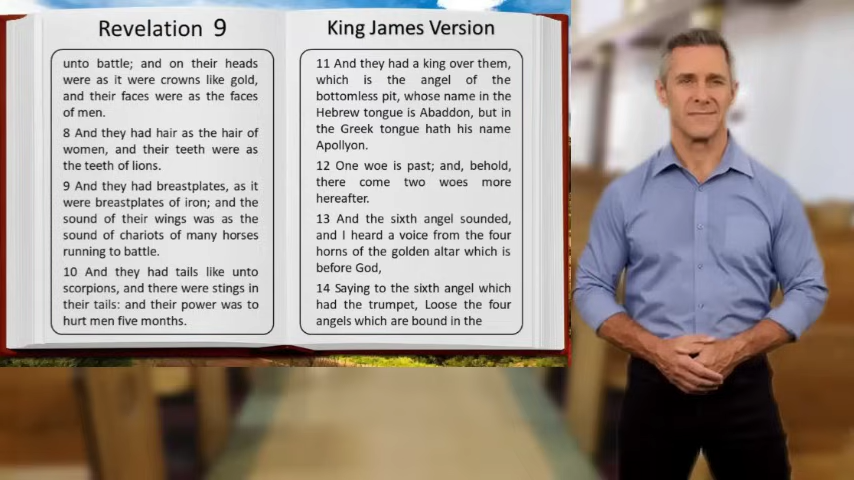 Revelation 9
unto battle; and on their heads
were as it were crowns like gold,
and their faces were as the faces
of men.
8 And they had hair as the hair of
women, and their teeth were as
the teeth of lions.
9 And they had breastplates, as it
were breastplates of iron; and the
sound of their wings was as the
sound of chariots of many horses
running to battle.
10 And they had tails like unto
scorpions, and there were stings in
their tails: and their power was to
hurt men five months.
King James Version
11 And they had a king over them,
which is the angel of the
bottomless pit, whose name in the
Hebrew tongue is Abaddon, but in
the Greek tongue hath his name
Apollyon.
12 One woe is past; and, behold,
there come two woes more
hereafter.
13 And the sixth angel sounded,
and I heard a voice from the four
horns of the golden altar which is
before God,
14 Saying to the sixth angel which
had the trumpet, Loose the four
angels which are bound in the